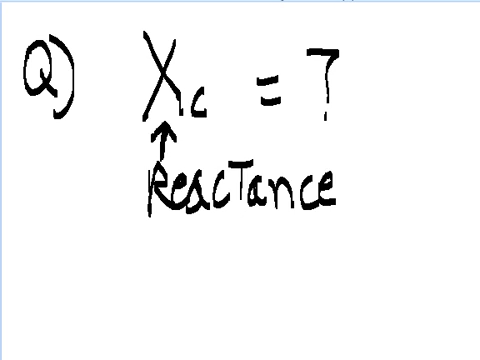 Q) Xc = ?
↑
Reactance